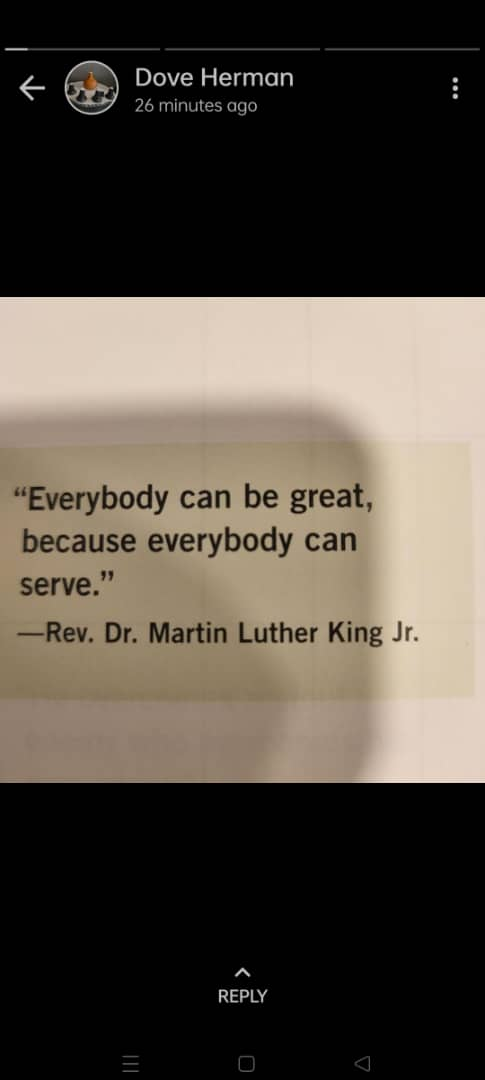 Dove Herman
26 minutes ago
“Everybody can be great,
because everybody can
serve.”
—Rev. Dr. Martin Luther King Jr.
REPLY